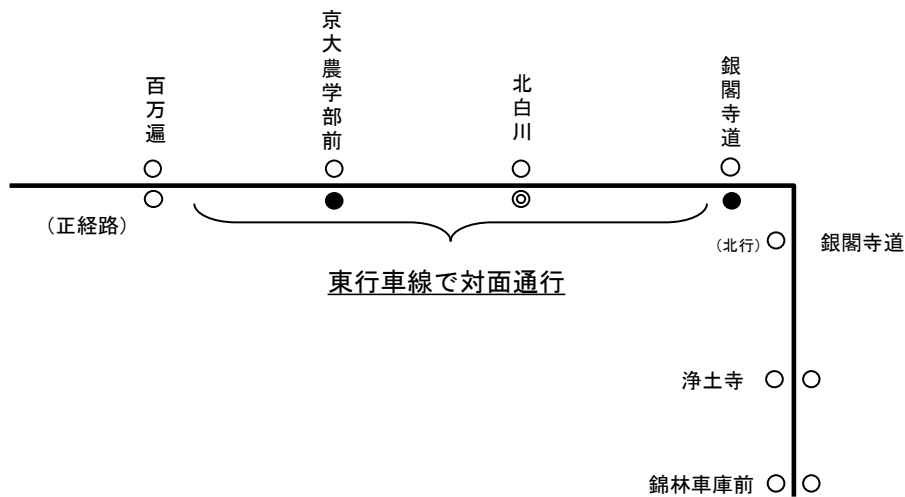 百万遍
京大農学部前
北白川
銀閣寺道
(正経路)
(北行)
銀閣寺道
東行車線で対面通行
浄土寺
錦林車庫前